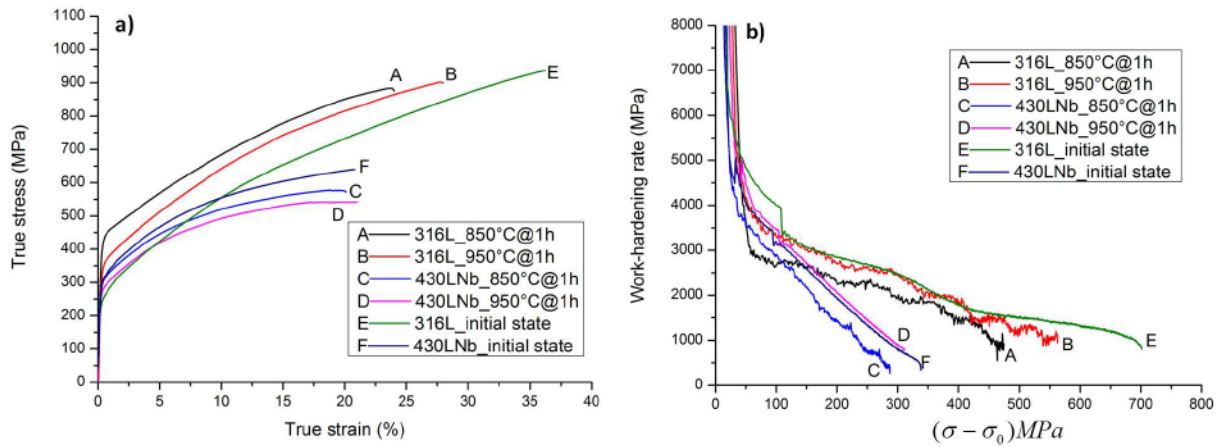 a)
True stress (MPa)
1100
1000
900
800
700
600
500
400
300
200
100
0
A
B
E
F
C
D
A 316L_850°C@1h
B 316L_950°C@1h
C 430LNb_850°C@1h
D 430LNb_950°C@1h
E 316L_initial state
F 430LNb_initial state
0 5 10 15 20 25 30 35 40
True strain (%)
b)
Work-hardening rate (MPa)
8000
7000
6000
5000
4000
3000
2000
1000
0
A 316L_850°C@1h
B 316L_950°C@1h
C 430LNb_850°C@1h
D 430LNb_950°C@1h
E 316L_initial state
F 430LNb_initial state
D
A
B
E
C
F
0 100 200 300 400 500 600 700 800
(σ − σ₀)MPa